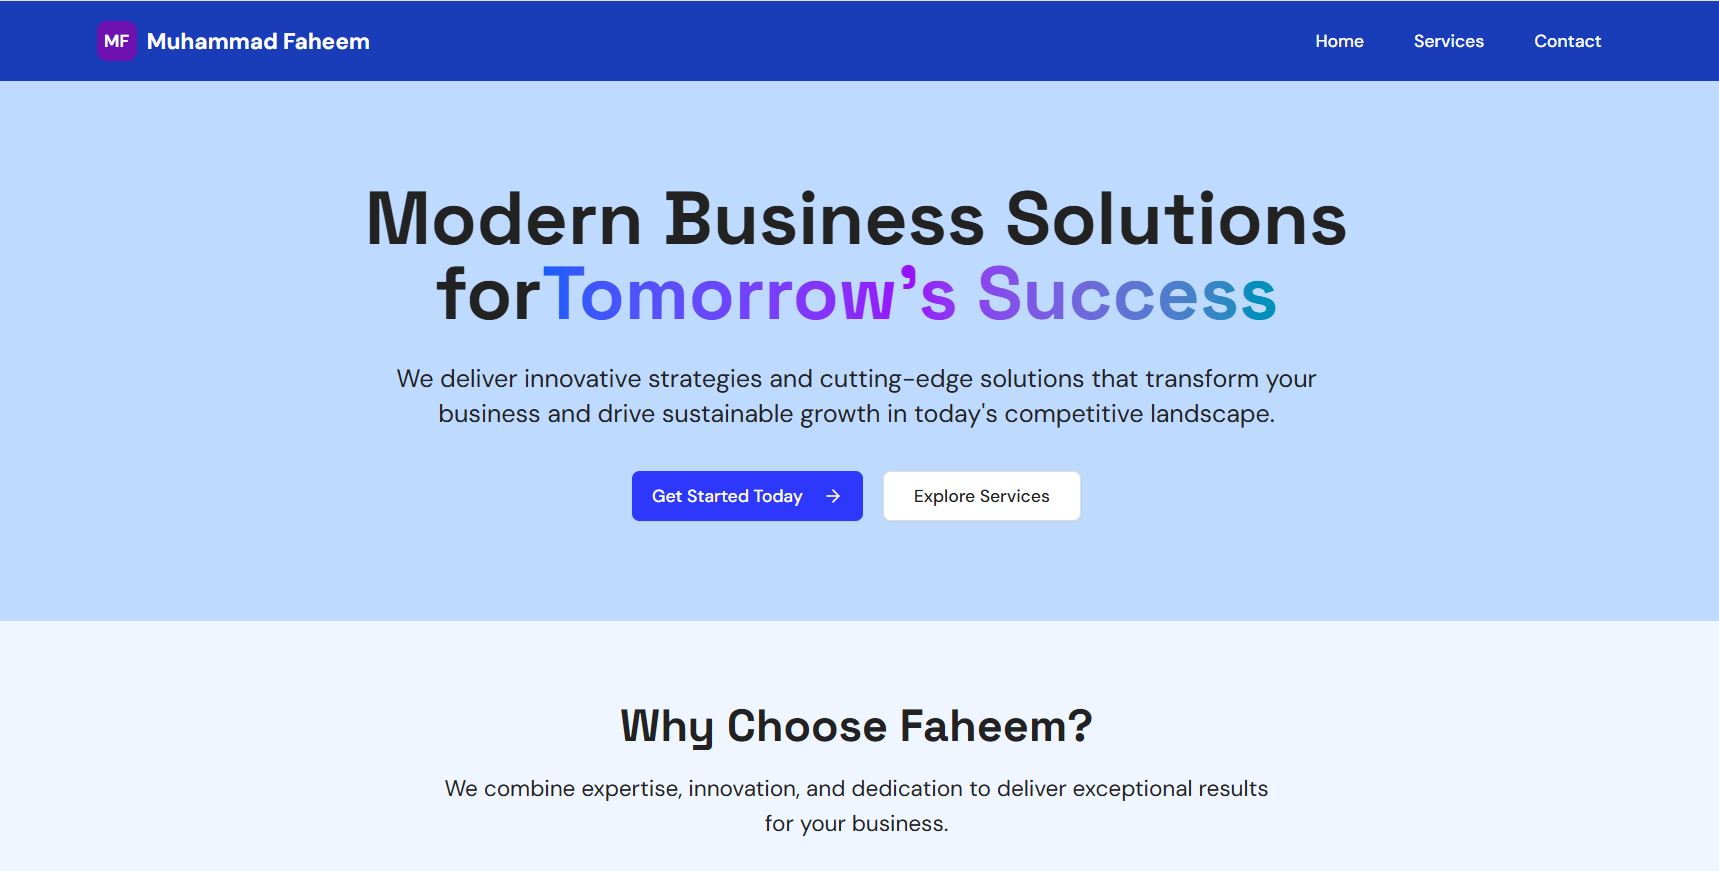 MF Muhammad Faheem
Home Services Contact
Modern Business Solutions
forTomorrow’s Success
We deliver innovative strategies and cutting-edge solutions that transform your
business and drive sustainable growth in today's competitive landscape.
Get Started Today → Explore Services
Why Choose Faheem?
We combine expertise, innovation, and dedication to deliver exceptional results
for your business.